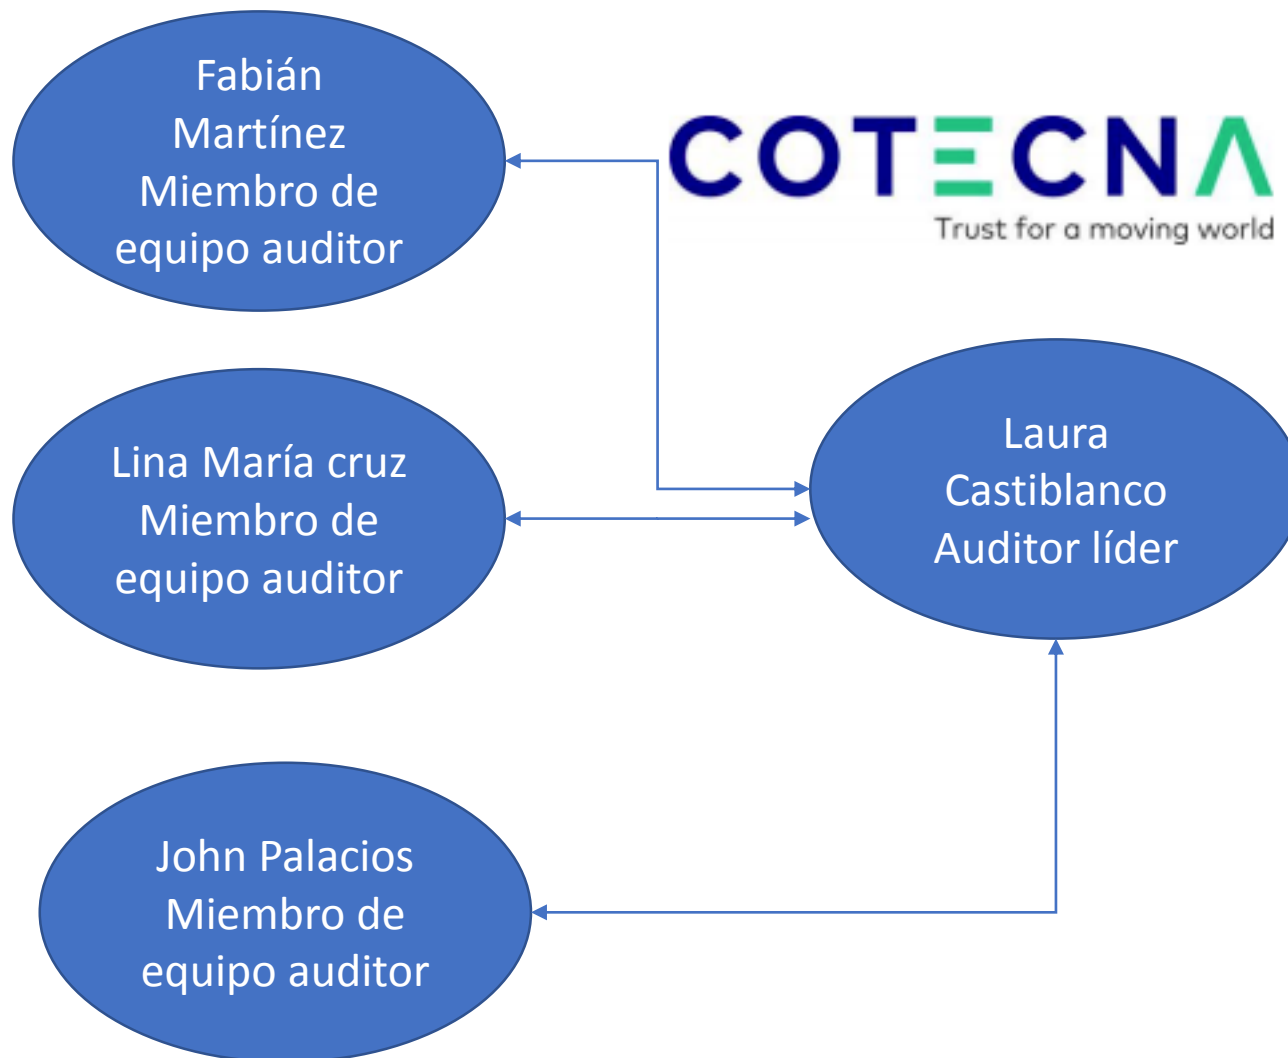 Fabián
Martínez
Miembro de
equipo auditor
COTECNA
Trust for a moving world
Lina María cruz
Miembro de
equipo auditor
Laura
Castiblanco
Auditor líder
John Palacios
Miembro de
equipo auditor